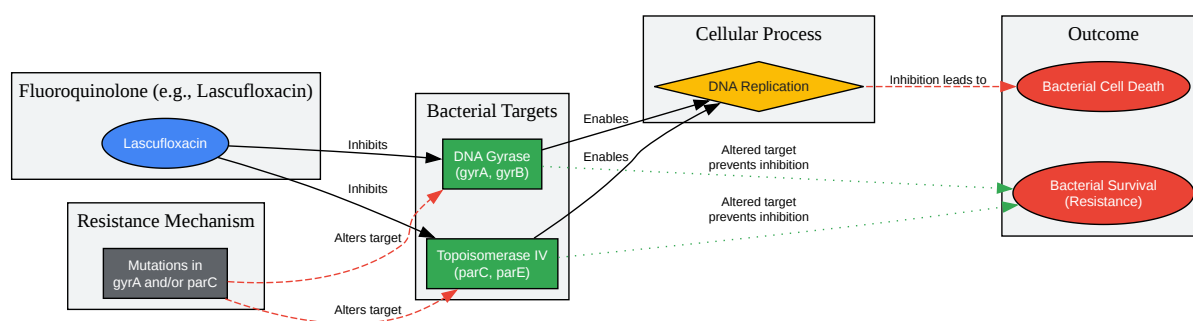 Fluoroquinolone (e.g., Lascufloxacin)
Lascufloxacin
Resistance Mechanism
Mutations in
gyrA and/or parC
Inhibits
Inhibits
Alters target
Alters target
Bacterial Targets
DNA Gyrase
(gyrA, gyrB)
Topoisomerase IV
(parC, parE)
Enables
Enables
Cellular Process
DNA Replication
Altered target
prevents inhibition
Altered target
prevents inhibition
Inhibition leads to
Outcome
Bacterial Cell Death
Bacterial Survival
(Resistance)